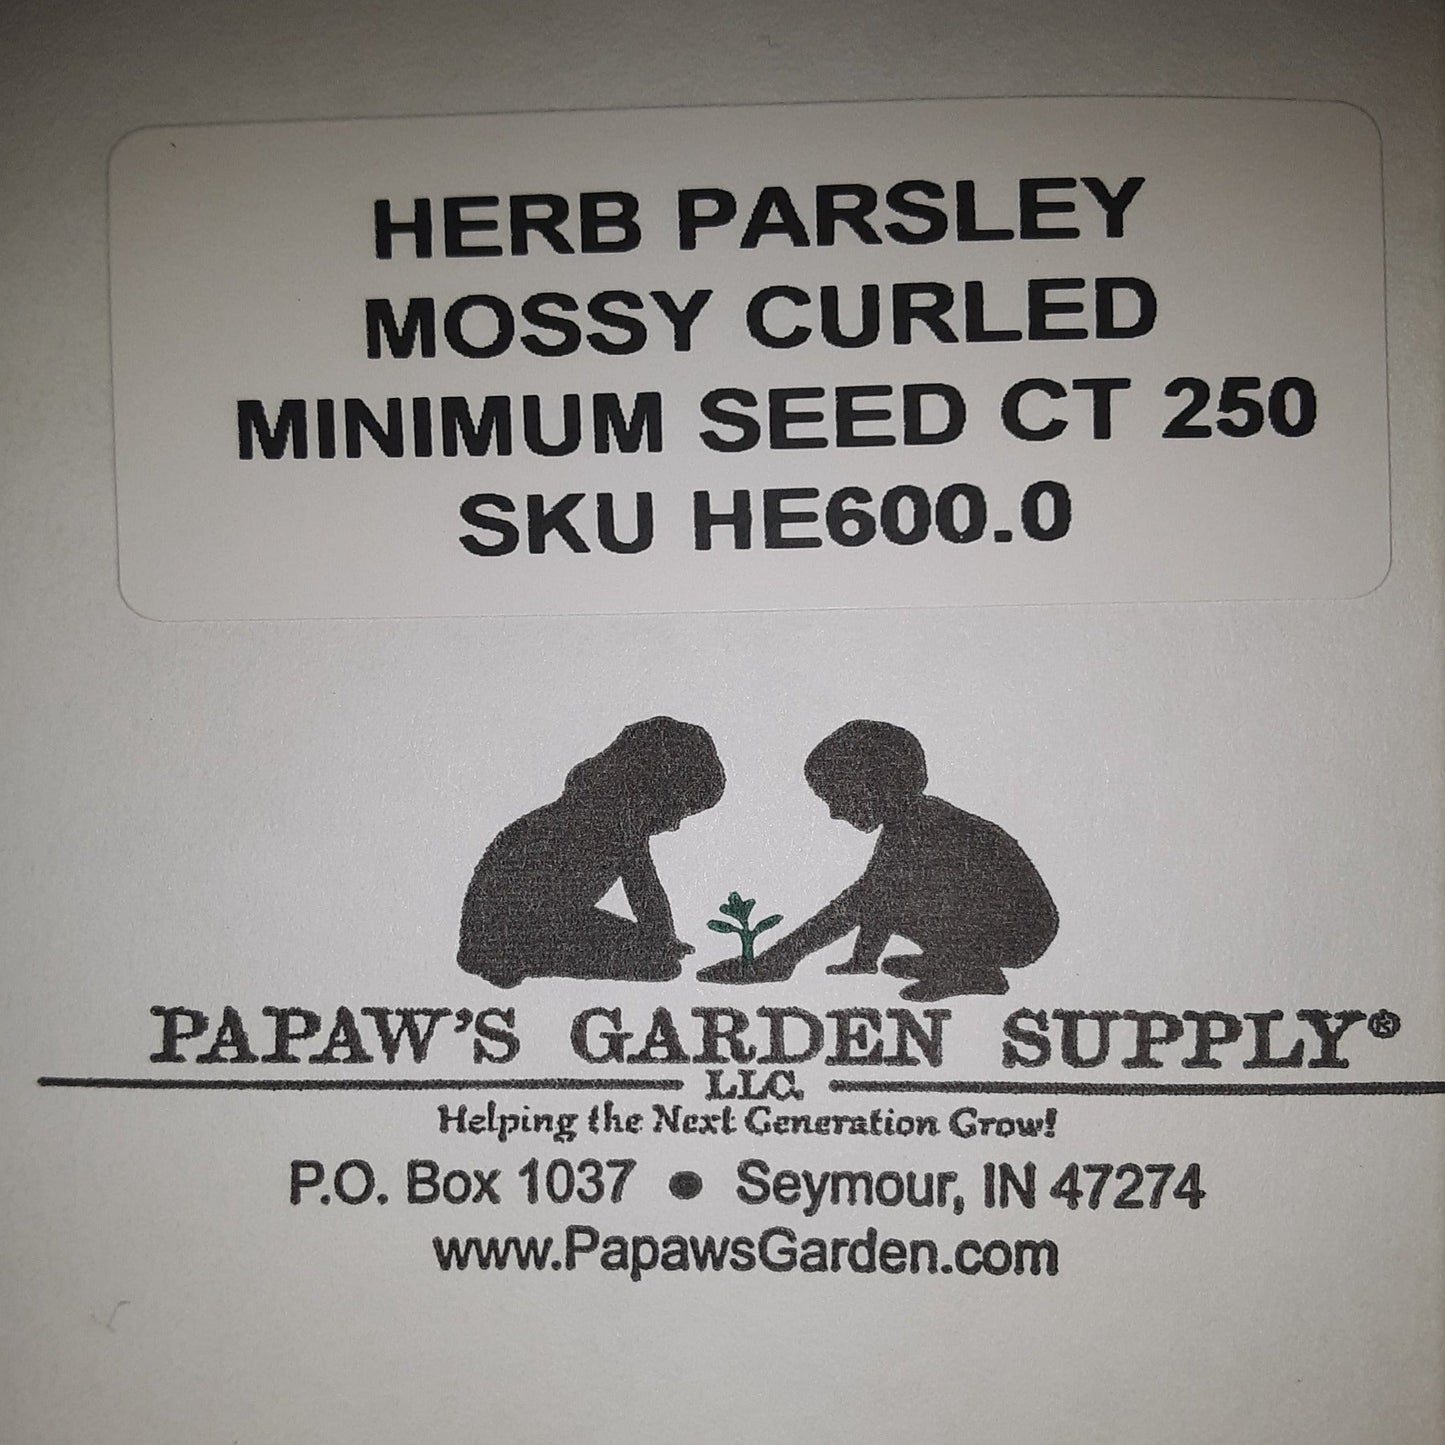 HERB PARSLEY
MOSSY CURLED
MINIMUM SEED CT 250
SKU HE600.0
PAPAW'S GARDEN SUPPLY®
LLC.
Helping the Next Generation Grow!
P.O. Box 1037 • Seymour, IN 47274
www.PapawsGarden.com